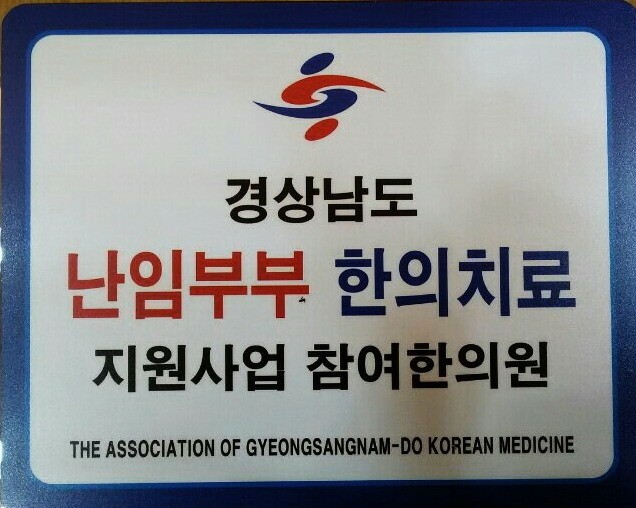 경상남도
난임부부 한의치료
지원사업 참여한의원
THE ASSOCIATION OF GYEONGSANGNAM-DO KOREAN MEDICINE